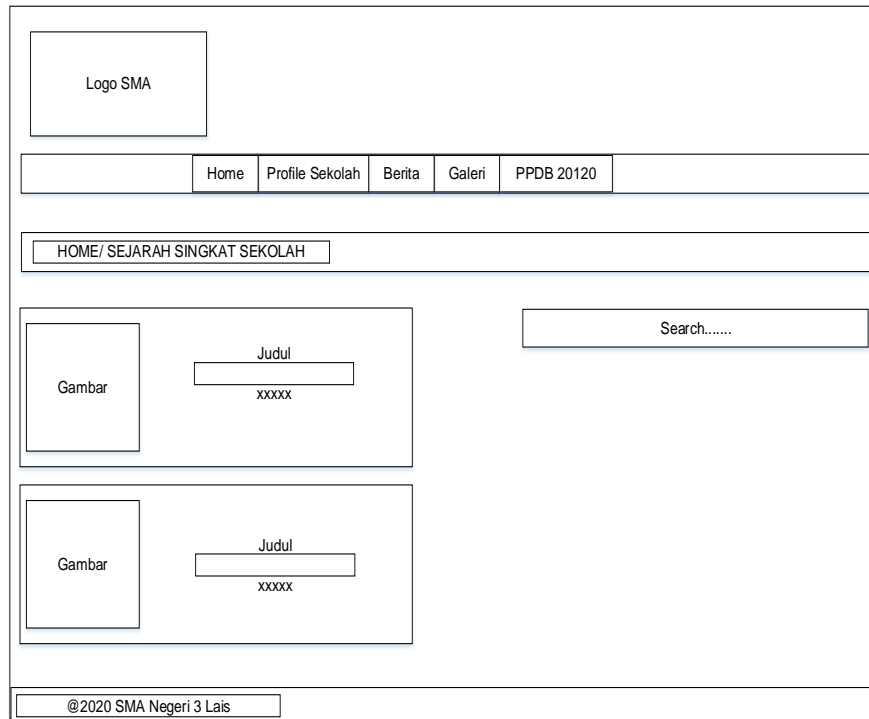 Logo SMA
Home Profile Sekolah Berita Galeri PPDB 20120
HOME/ SEJARAH SINGKAT SEKOLAH
Search.......
Judul
Gambar
xxxxx
Judul
Gambar
xxxxx
@2020 SMA Negeri 3 Lais